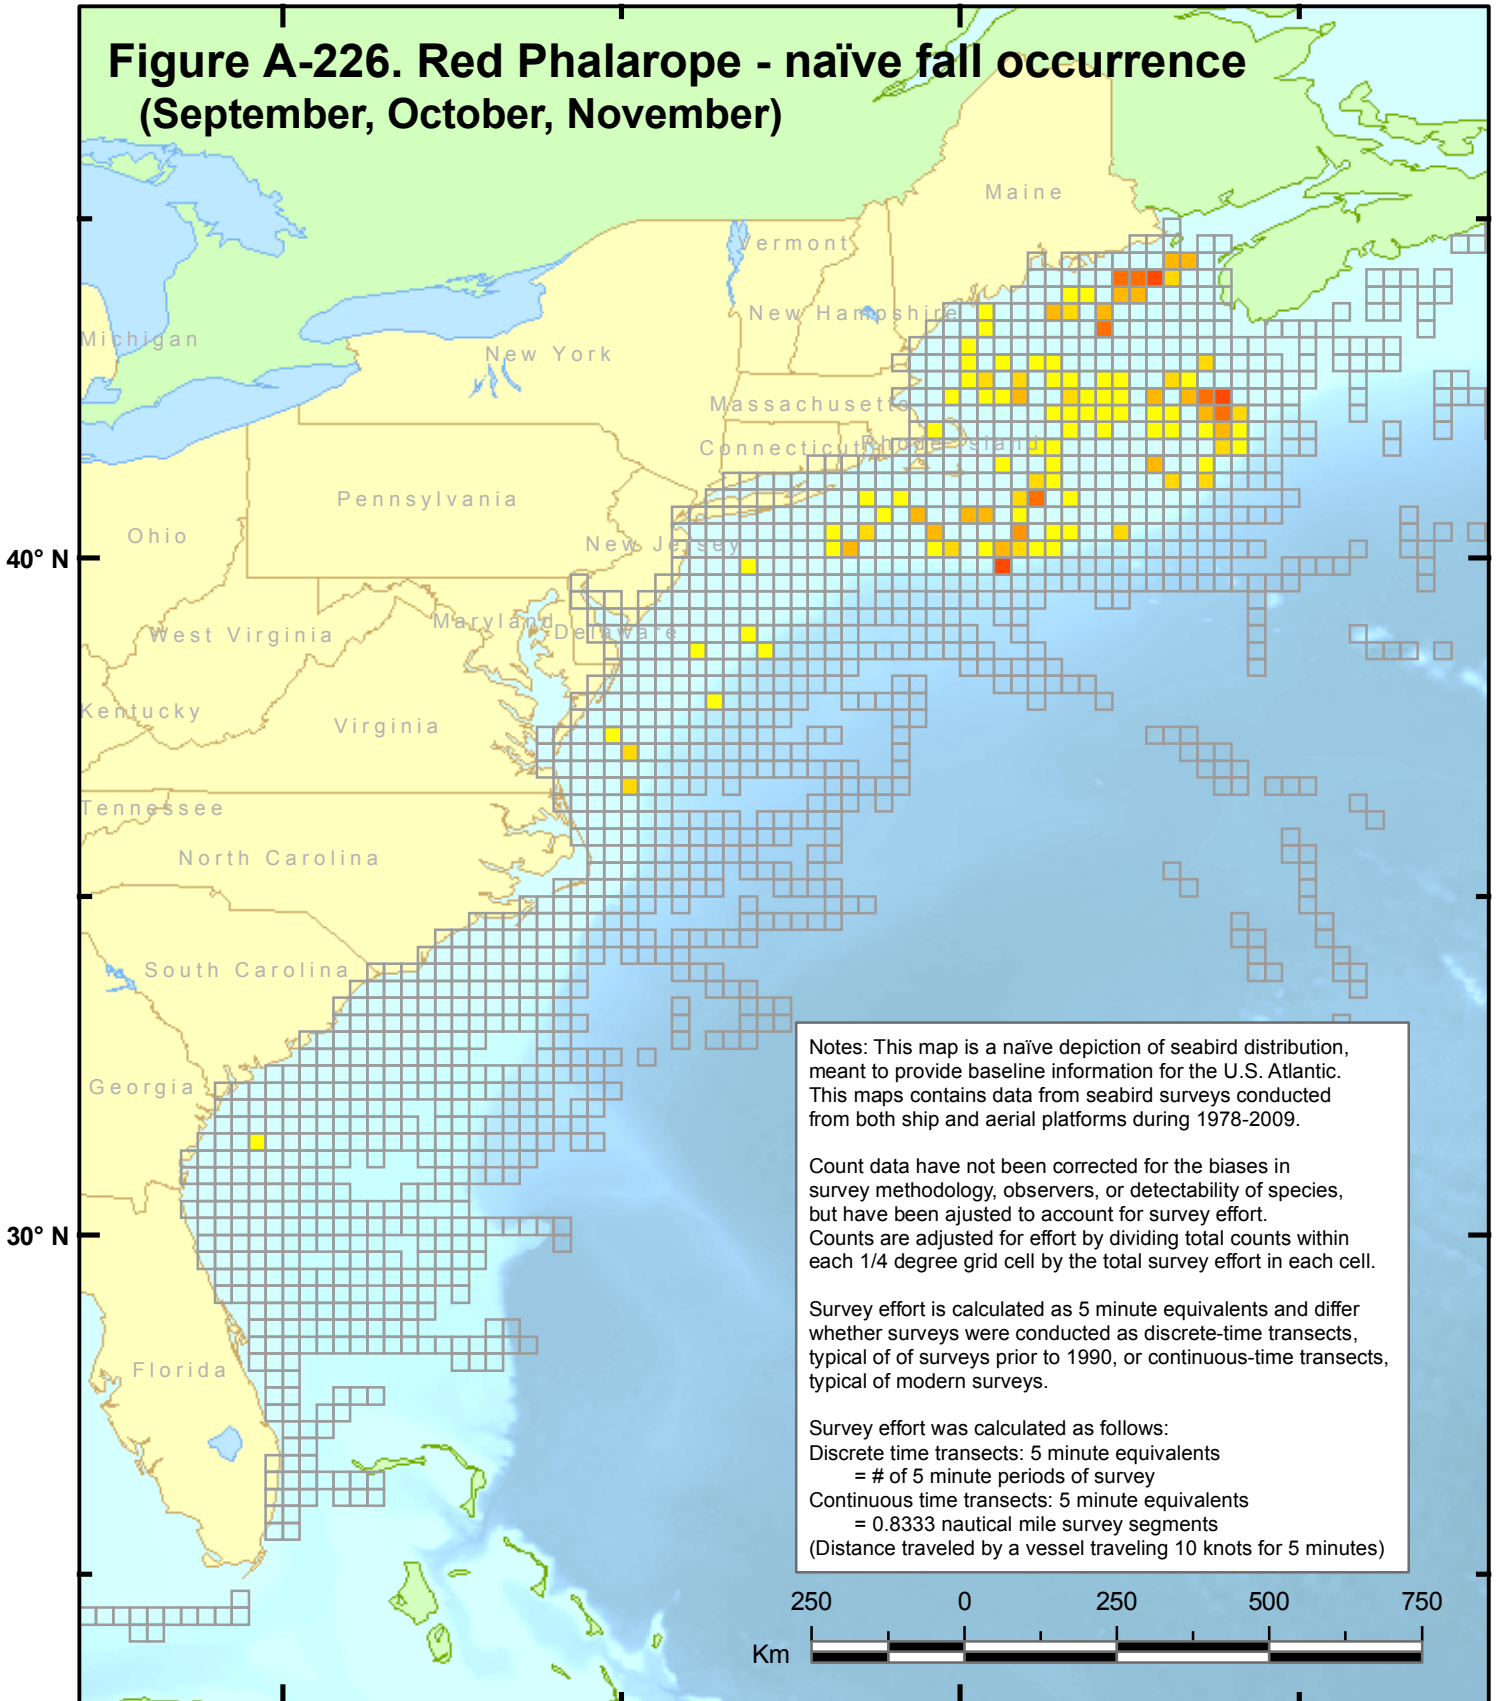 Figure A-226. Red Phalarope - naïve fall occurrence
(September, October, November)
Maine
Vermont
New Hampshire
Michigan
New York
Massachusetts
Connecticut
Rhode Island
Pennsylvania
Ohio
New Jersey
40° N
Maryland
Delaware
West Virginia
Kentucky
Virginia
Tennessee
North Carolina
South Carolina
Georgia
30° N
Florida
Notes: This map is a naïve depiction of seabird distribution,
meant to provide baseline information for the U.S. Atlantic.
This maps contains data from seabird surveys conducted
from both ship and aerial platforms during 1978-2009.
Count data have not been corrected for the biases in
survey methodology, observers, or detectability of species,
but have been ajusted to account for survey effort.
Counts are adjusted for effort by dividing total counts within
each 1/4 degree grid cell by the total survey effort in each cell.
Survey effort is calculated as 5 minute equivalents and differ
whether surveys were conducted as discrete-time transects,
typical of of surveys prior to 1990, or continuous-time transects,
typical of modern surveys.
Survey effort was calculated as follows:
Discrete time transects: 5 minute equivalents
= # of 5 minute periods of survey
Continuous time transects: 5 minute equivalents
= 0.8333 nautical mile survey segments
(Distance traveled by a vessel traveling 10 knots for 5 minutes)
250 0 250 500 750
Km